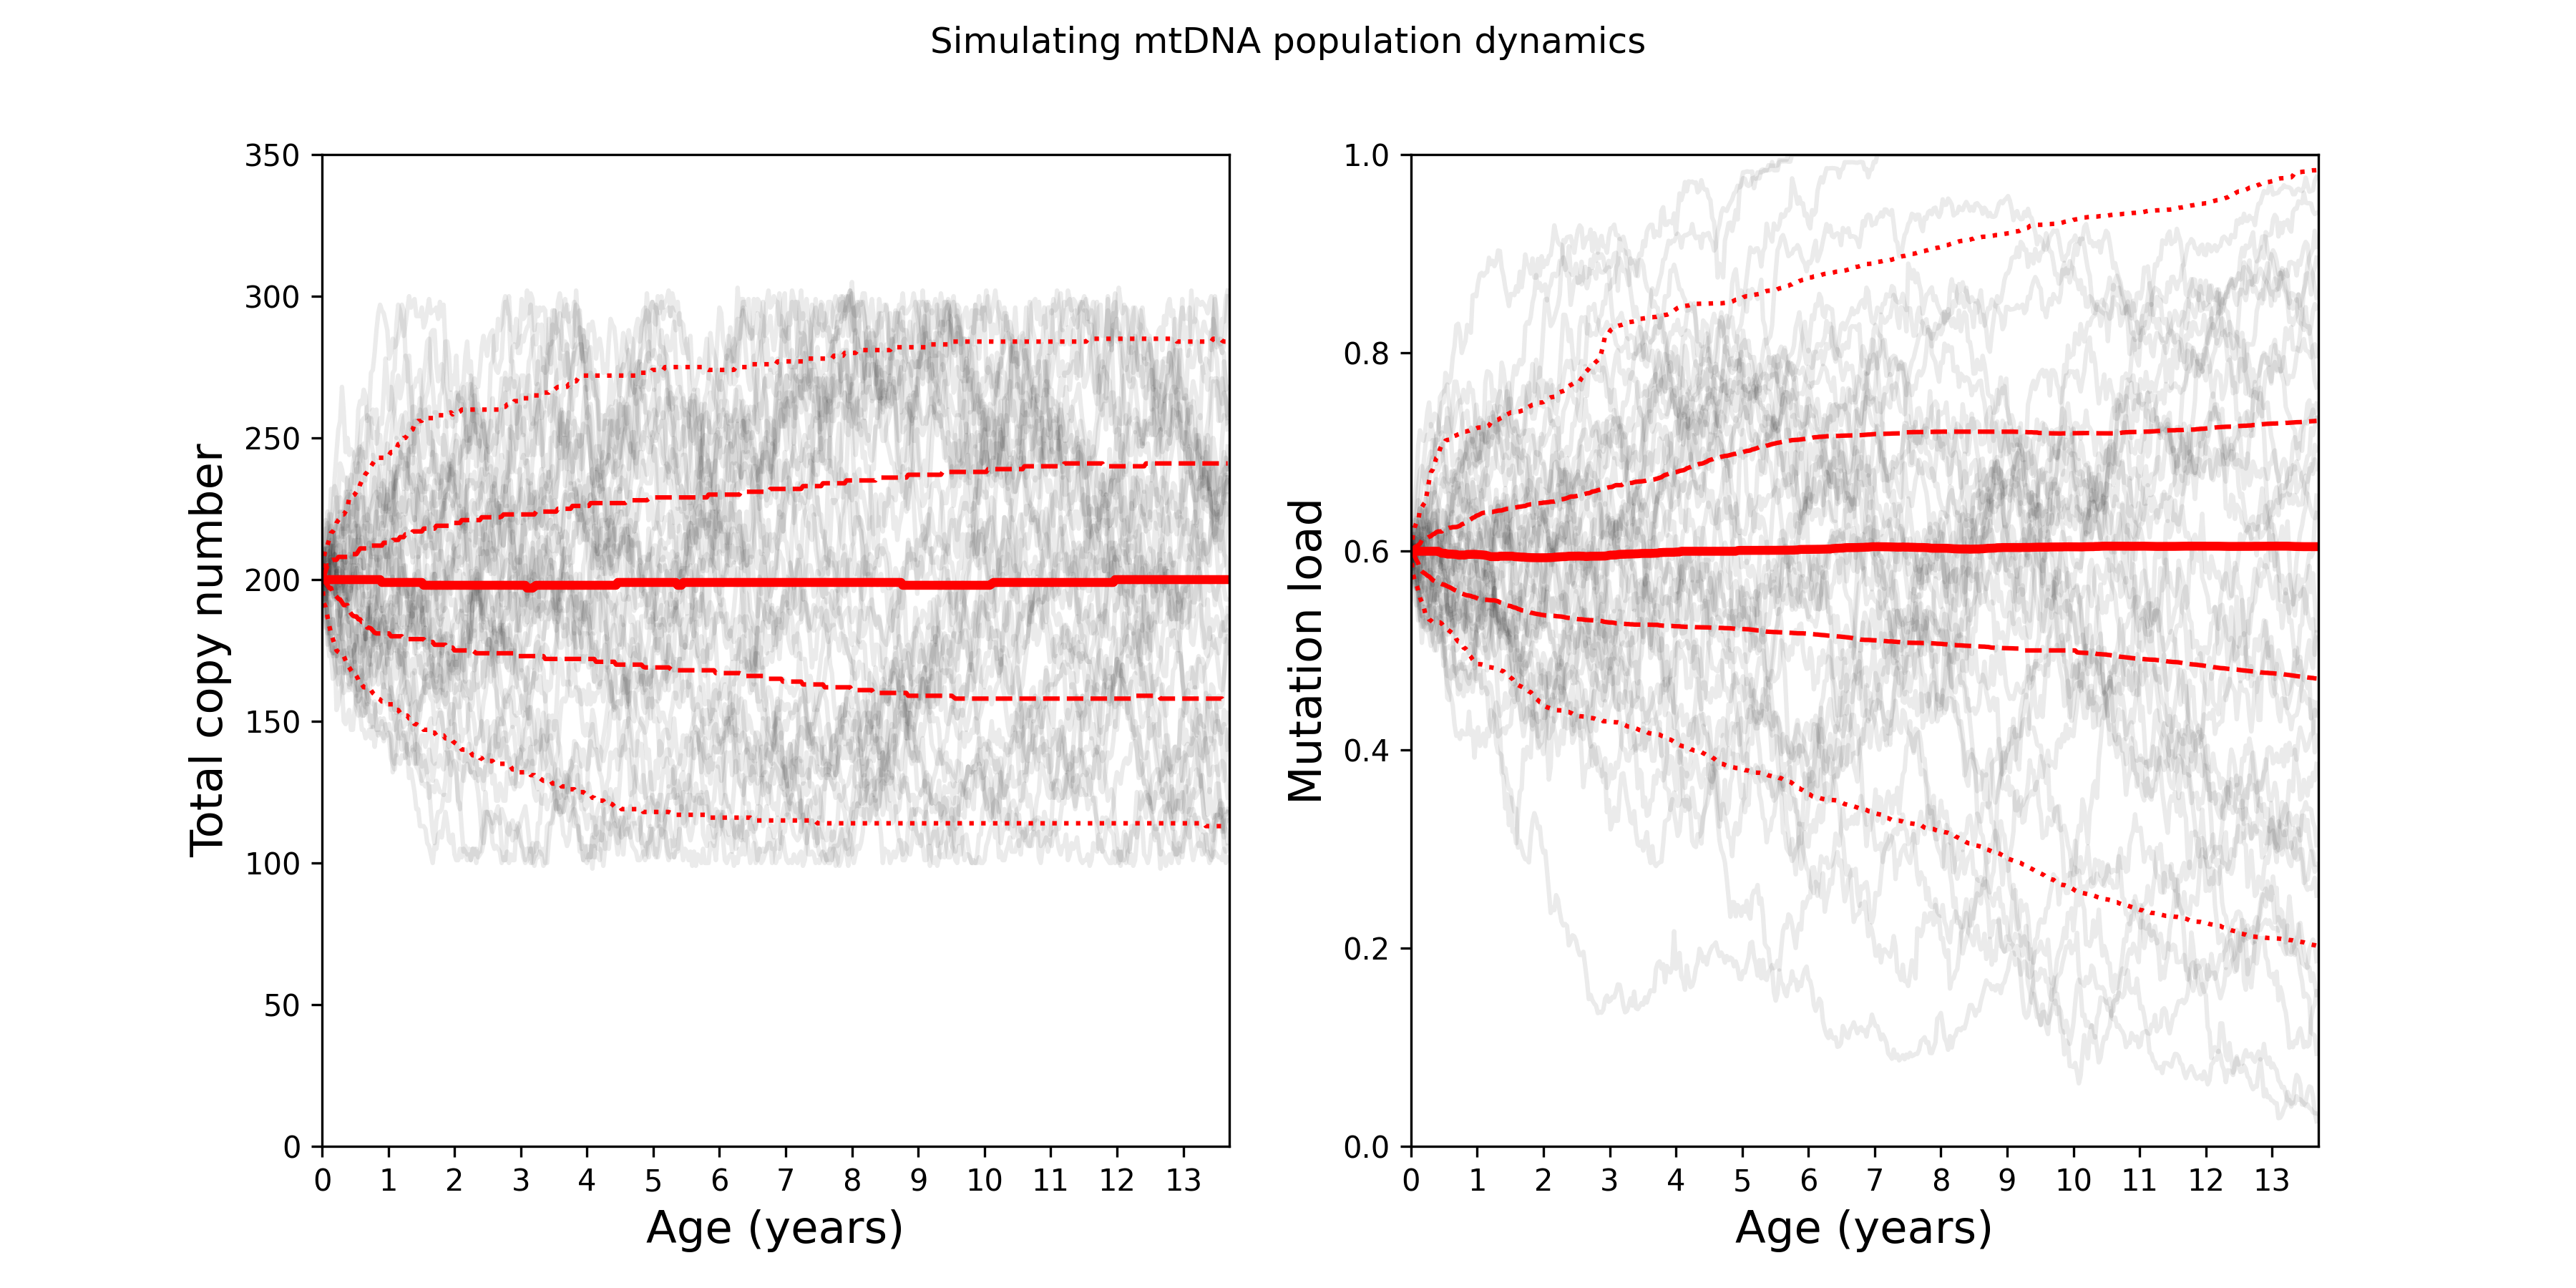 Simulating mtDNA population dynamics
Total copy number
350
300
250
200
150
100
50
0
0 1 2 3 4 5 6 7 8 9 10 11 12 13
Age (years)
Mutation load
1.0
0.8
0.6
0.4
0.2
0.0
0 1 2 3 4 5 6 7 8 9 10 11 12 13
Age (years)